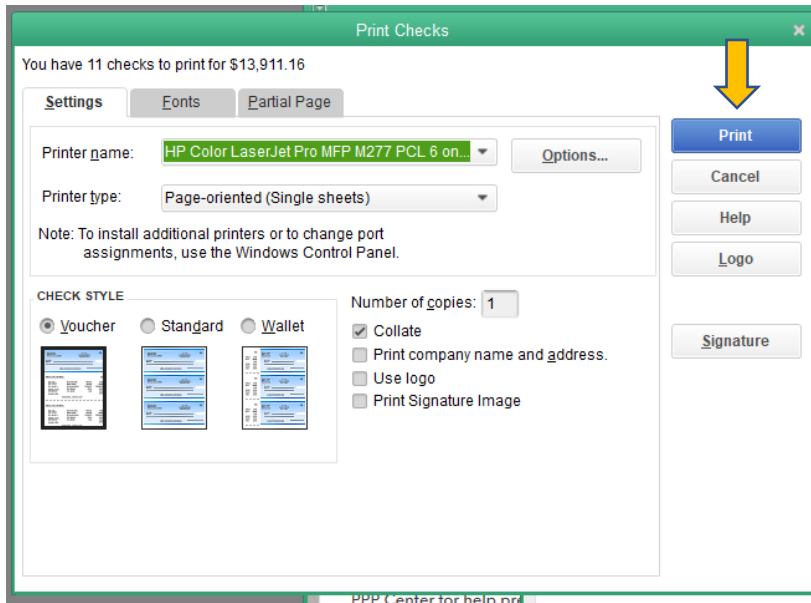 Print Checks
You have 11 checks to print for $13,911.16
Settings
Fonts
Partial Page
Printer name:
HP Color LaserJet Pro MFP M277 PCL 6 on...
Options...
Printer type:
Page-oriented (Single sheets)
Note: To install additional printers or to change port
assignments, use the Windows Control Panel.
CHECK STYLE
Voucher
Standard
Wallet
Number of copies: 1
Collate
Print company name and address.
Use logo
Print Signature Image
Print
Cancel
Help
Logo
Signature
PPP Center for help